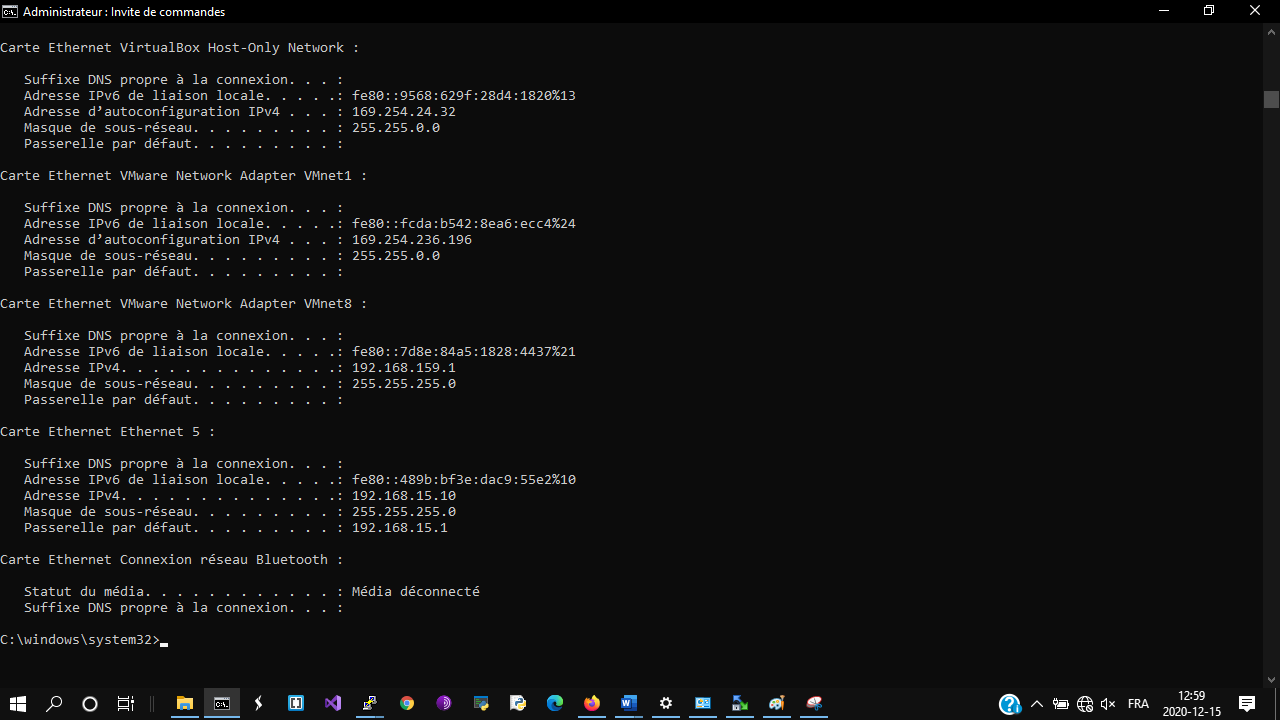 Administrateur : Invite de commandes
Carte Ethernet VirtualBox Host-Only Network :
Suffixe DNS propre à la connexion. . . :
Adresse IPv6 de liaison locale. . . . .: fe80::9568:629f:28d4:1820%13
Adresse d’autoconfiguration IPv4 . . . : 169.254.24.32
Masque de sous-réseau. . . . . . . . . : 255.255.0.0
Passerelle par défaut. . . . . . . . . :
Carte Ethernet VMware Network Adapter VMnet1 :
Suffixe DNS propre à la connexion. . . :
Adresse IPv6 de liaison locale. . . . .: fe80::fcda:b542:8ea6:ecc4%24
Adresse d’autoconfiguration IPv4 . . . : 169.254.236.196
Masque de sous-réseau. . . . . . . . . : 255.255.0.0
Passerelle par défaut. . . . . . . . . :
Carte Ethernet VMware Network Adapter VMnet8 :
Suffixe DNS propre à la connexion. . . :
Adresse IPv6 de liaison locale. . . . .: fe80::7d8e:84a5:1828:4437%21
Adresse IPv4. . . . . . . . . . . . . .: 192.168.159.1
Masque de sous-réseau. . . . . . . . . : 255.255.255.0
Passerelle par défaut. . . . . . . . . :
Carte Ethernet Ethernet 5 :
Suffixe DNS propre à la connexion. . . :
Adresse IPv6 de liaison locale. . . . .: fe80::489b:bf3e:dac9:55e2%10
Adresse IPv4. . . . . . . . . . . . . .: 192.168.15.10
Masque de sous-réseau. . . . . . . . . : 255.255.255.0
Passerelle par défaut. . . . . . . . . : 192.168.15.1
Carte Ethernet Connexion réseau Bluetooth :
Statut du média. . . . . . . . . . . . : Média déconnecté
Suffixe DNS propre à la connexion. . . :
C:\windows\system32>
FRA
12:59
2020-12-15